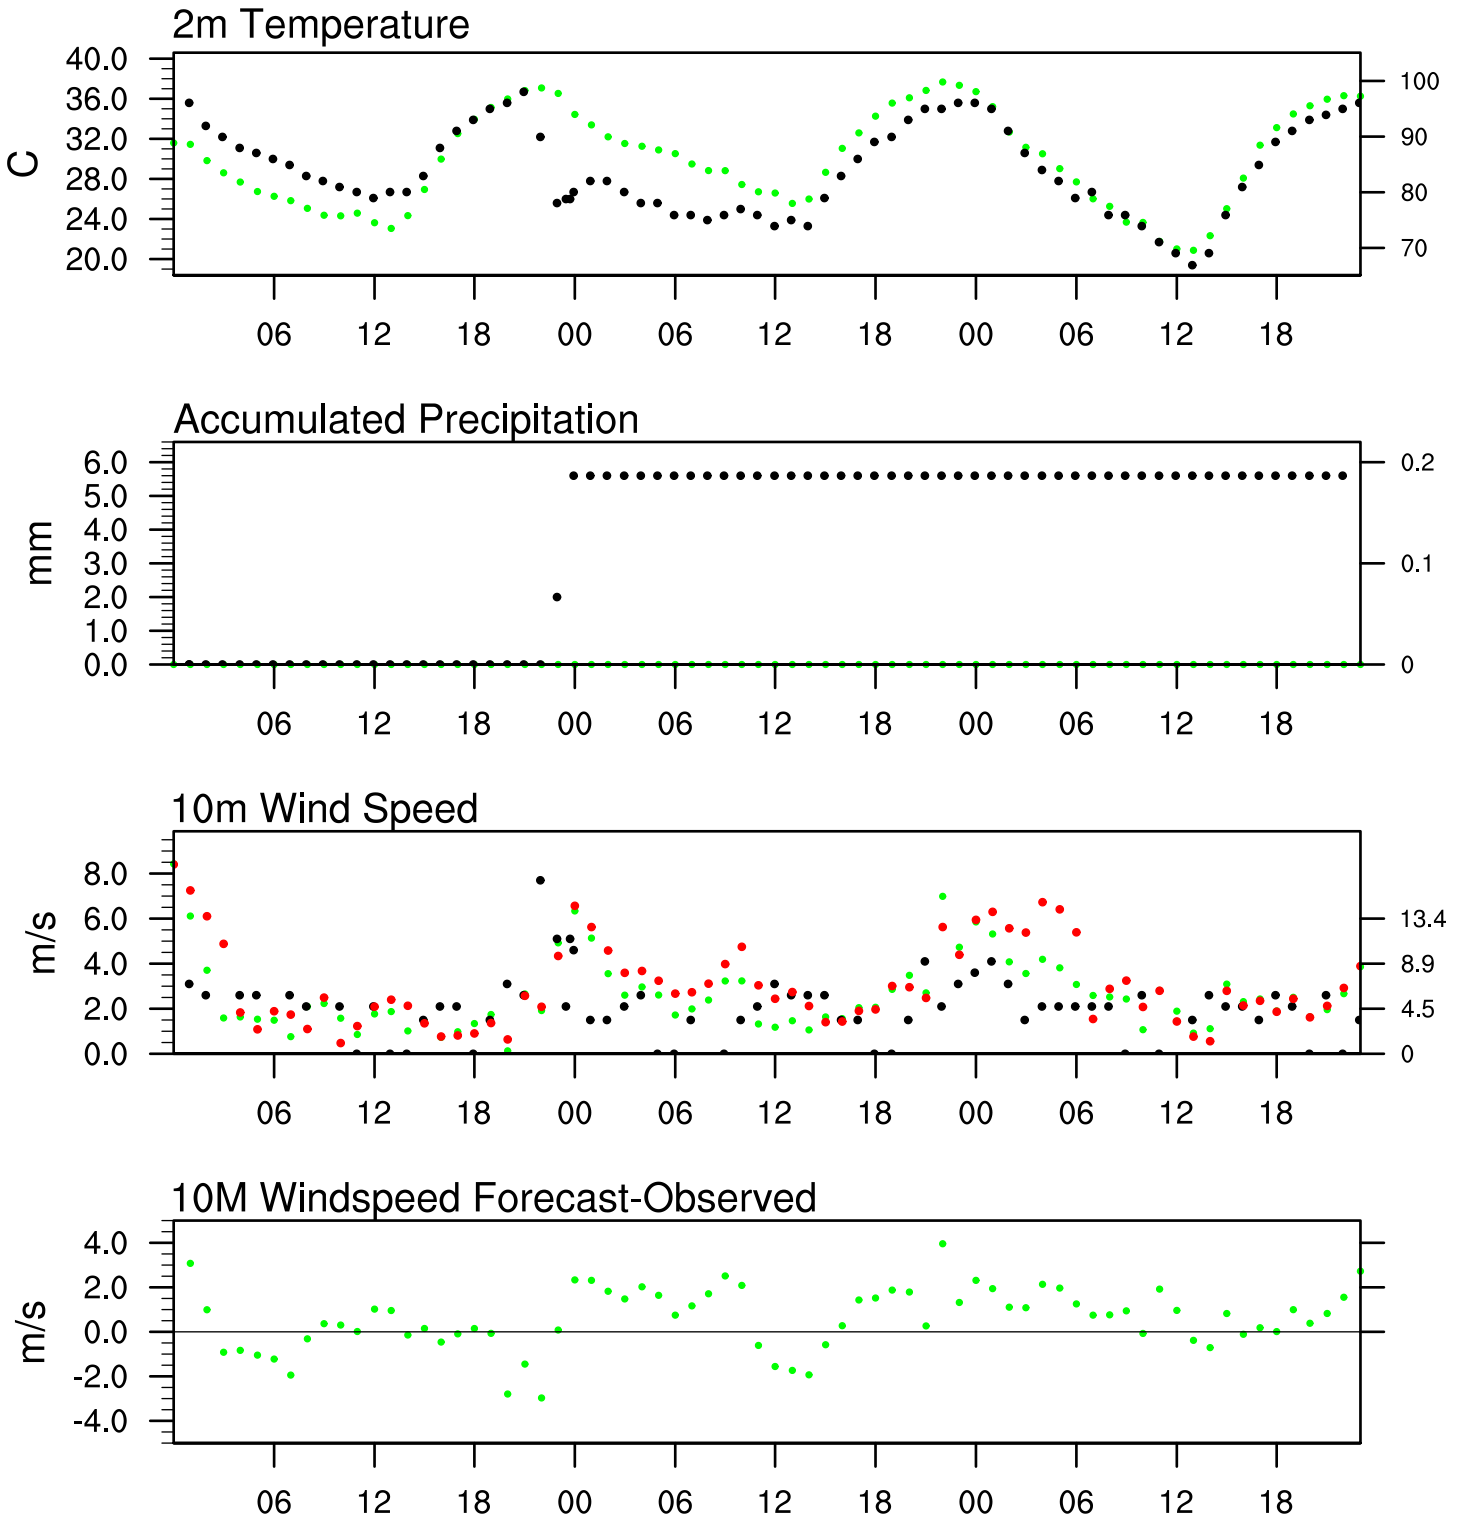 2m Temperature
40.0
36.0
32.0
28.0
24.0
20.0
C
100
90
80
70
06 12 18 00 06 12 18 00 06 12 18
Accumulated Precipitation
6.0
5.0
4.0
3.0
2.0
1.0
0.0
mm
0.2
0.1
0
06 12 18 00 06 12 18 00 06 12 18
10m Wind Speed
8.0
6.0
4.0
2.0
0.0
m/s
13.4
8.9
4.5
0
06 12 18 00 06 12 18 00 06 12 18
10M Windspeed Forecast-Observed
4.0
2.0
0.0
-2.0
-4.0
m/s
06 12 18 00 06 12 18 00 06 12 18